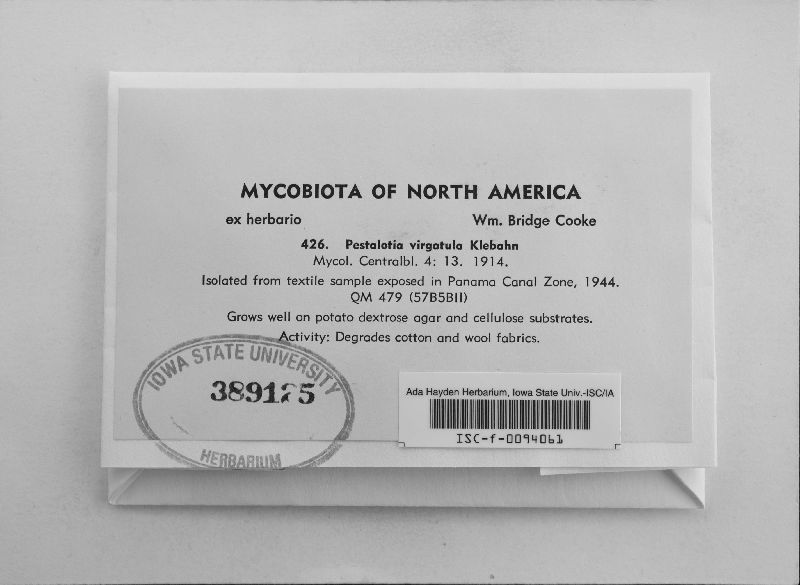 MYCOBIOTA OF NORTH AMERICA
ex herbario Wm. Bridge Cooke
426. Pestalotia virgatula Klebahn
Mycol. Centralbl. 4: 13. 1914.
Isolated from textile sample exposed in Panama Canal Zone, 1944.
QM 479 (57B5BII)
Grows well on potato dextrose agar and cellulose substrates.
Activity: Degrades cotton and wool fabrics.
IOWA STATE UNIVERSITY
HERBARIUM
Ada Hayden Herbarium, Iowa State Univ.-ISC/IA
ISC-f-0094061